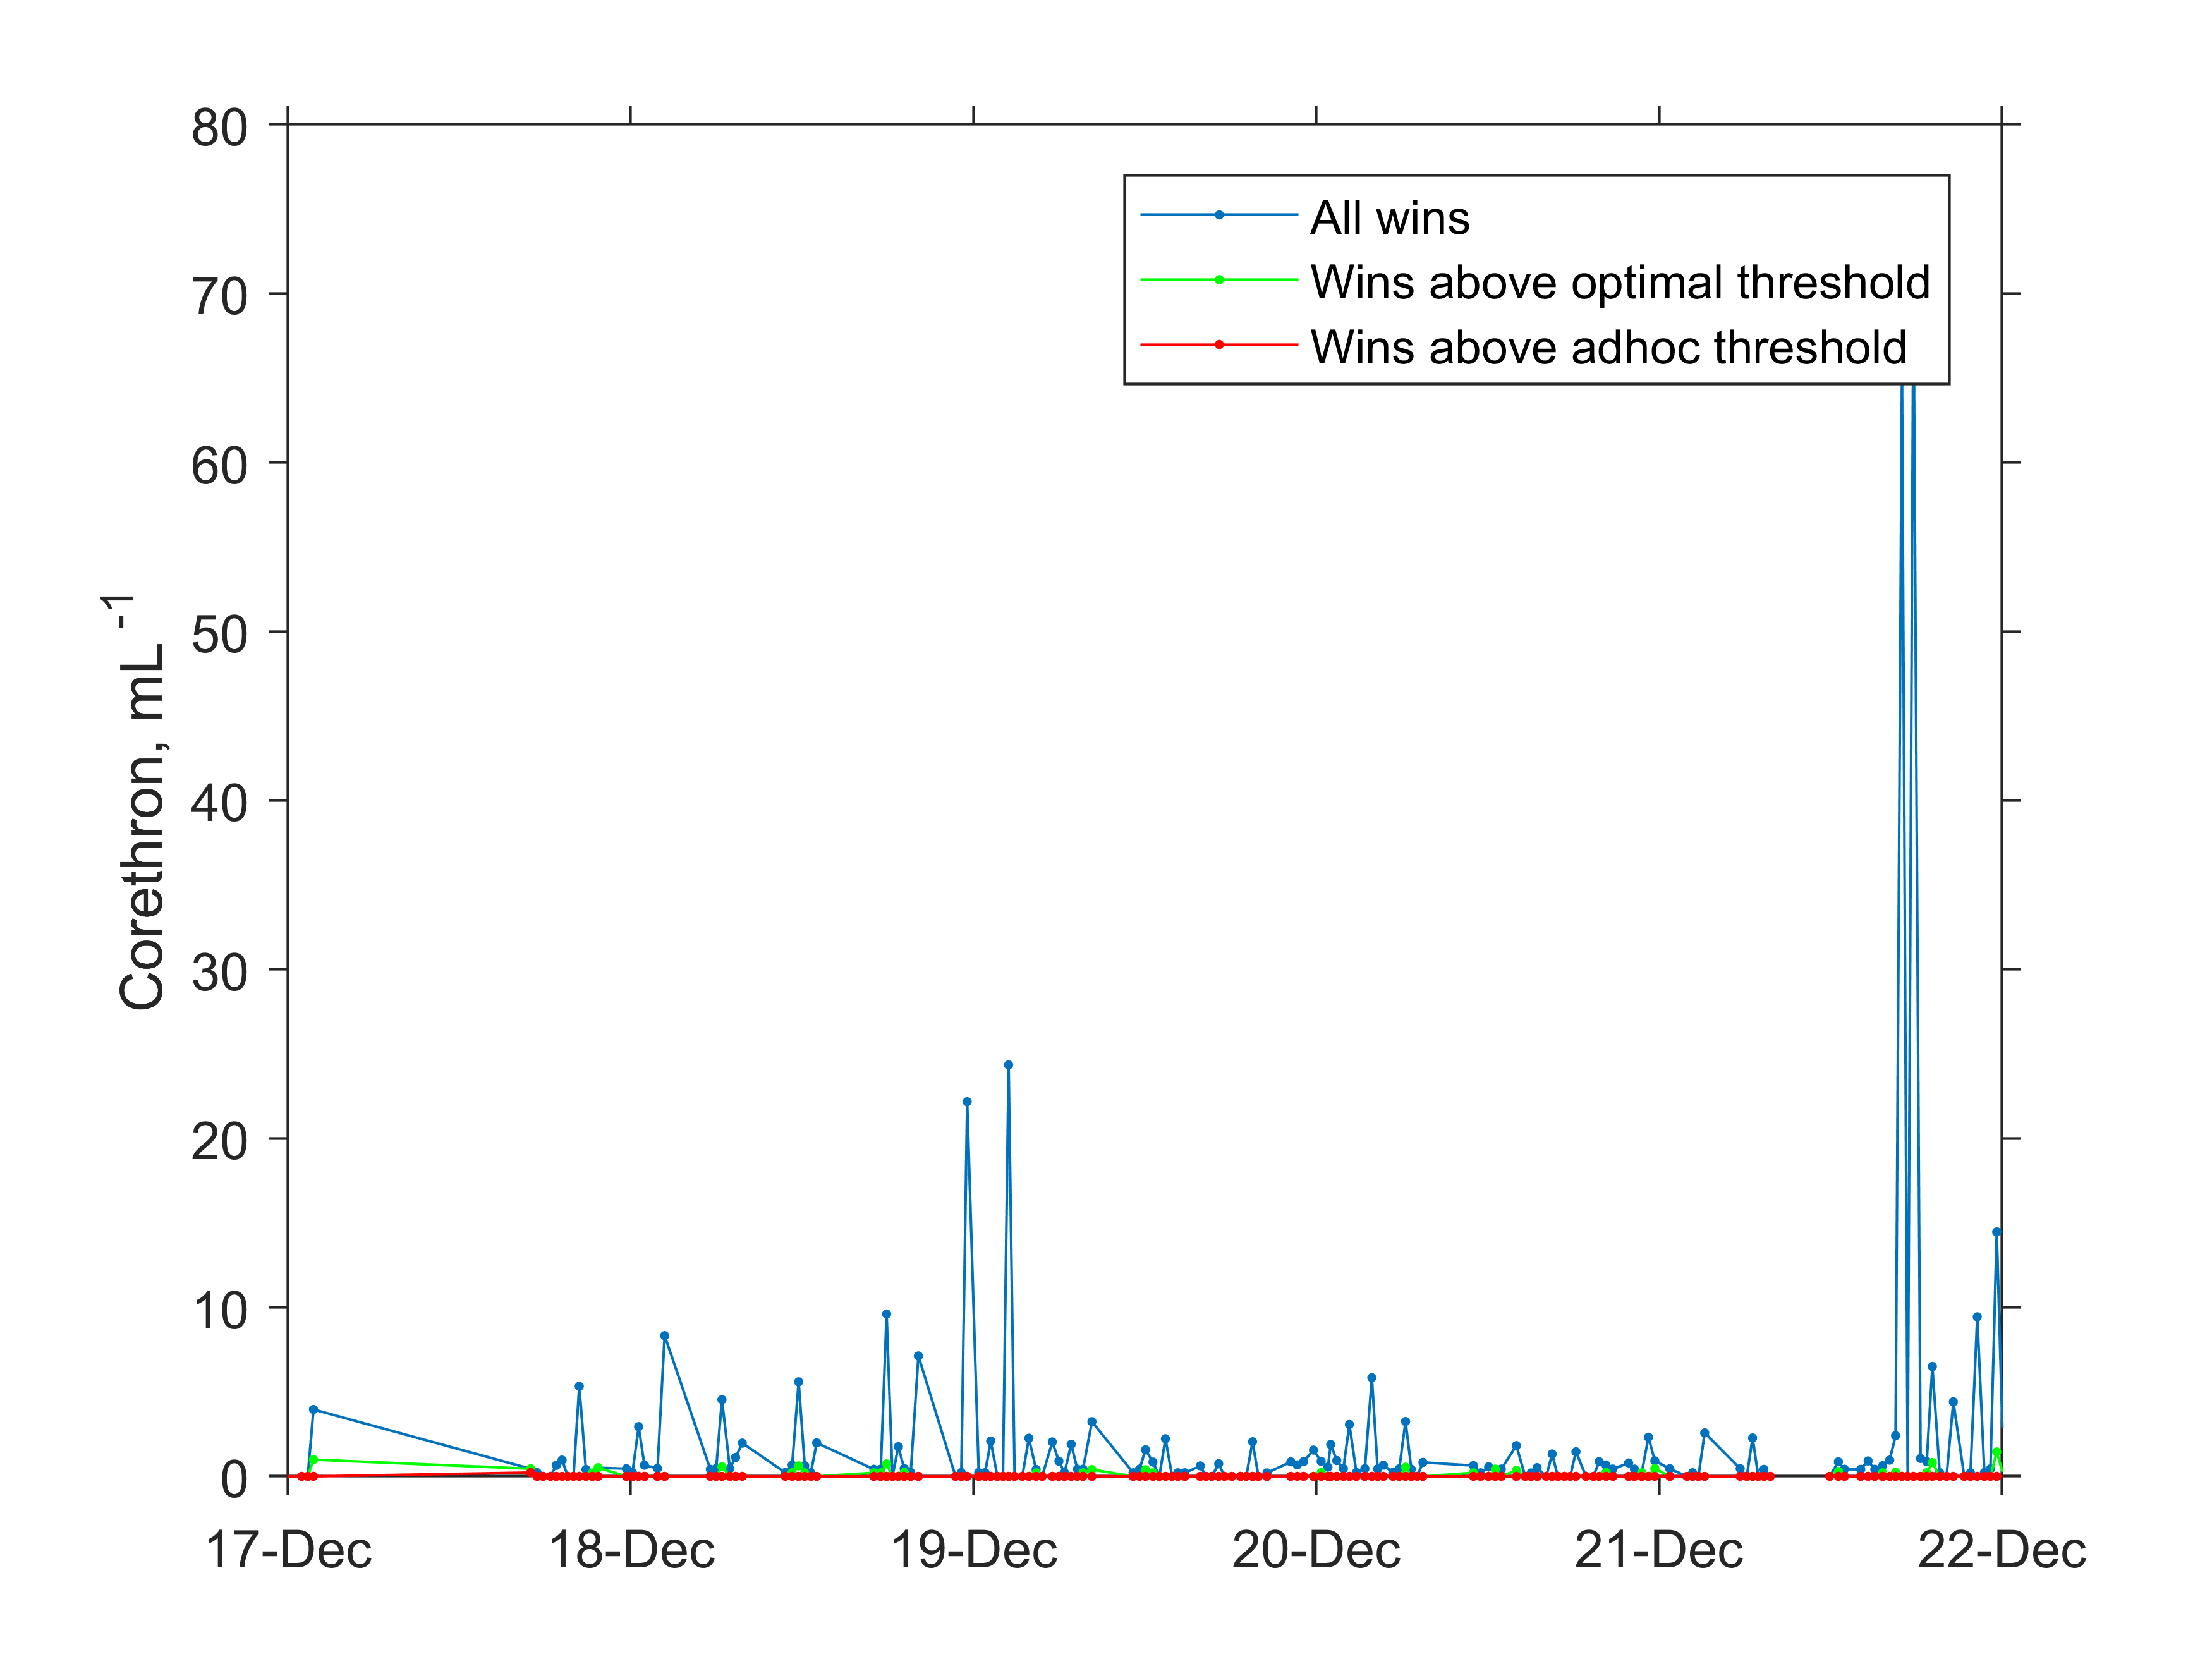 80
70
60
50
40
30
20
10
0
Corethron, mL⁻¹
All wins
Wins above optimal threshold
Wins above adhoc threshold
17-Dec 18-Dec 19-Dec 20-Dec 21-Dec 22-Dec